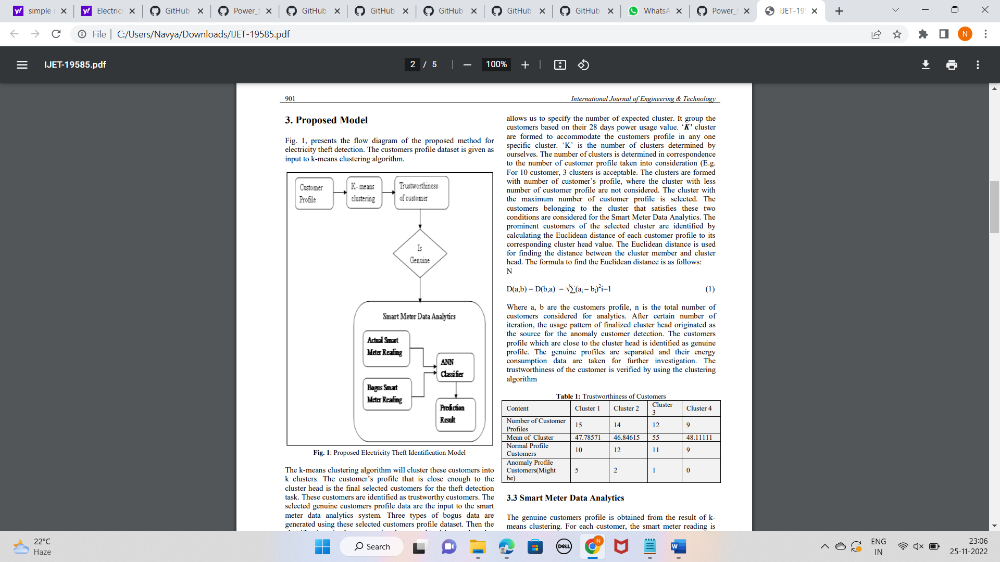 simple
Electrici
GitHub
Power_t
GitHub
GitHub
GitHub
GitHub
GitHub
WhatsA
Power_t
IJET-195
File
C:/Users/Navya/Downloads/IJET-19585.pdf
N
IJET-19585.pdf
2 / 5
100%
901
International Journal of Engineering & Technology
3. Proposed Model
Fig. 1, presents the flow diagram of the proposed method for
electricity theft detection. The customers profile dataset is given as
input to k-means clustering algorithm.
Customer
Profile
K- means
clustering
Trustworthiness
of customer
Is
Genuine
Smart Meter Data Analytics
Actual Smart
Meter Reading
ANN
Classifier
Bogus Smart
Meter Reading
Prediction
Result
Fig. 1: Proposed Electricity Theft Identification Model
The k-means clustering algorithm will cluster these customers into
k clusters. The customer's profile that is close enough to the
cluster head is the final selected customers for the theft detection
task. These customers are identified as trustworthy customers. The
selected genuine customers profile data are the input to the smart
meter data analytics system. Three types of bogus data are
generated using these selected customers profile dataset. Then the
allows us to specify the number of expected cluster. It group the
customers based on their 28 days power usage value. ‘K’ cluster
are formed to accommodate the customers profile in any one
specific cluster. ‘K’ is the number of clusters determined by
ourselves. The number of clusters is determined in correspondence
to the number of customer profile taken into consideration (E.g.
For 10 customer, 3 clusters is acceptable. The clusters are formed
with number of customer's profile, where the cluster with less
number of customer profile are not considered. The cluster with
the maximum number of customer profile is selected. The
customers belonging to the cluster that satisfies these two
conditions are considered for the Smart Meter Data Analytics. The
prominent customers of the selected cluster are identified by
calculating the Euclidean distance of each customer profile to its
corresponding cluster head value. The Euclidean distance is used
for finding the distance between the cluster member and cluster
head. The formula to find the Euclidean distance is as follows:
N
D(a,b) = D(b,a) = √∑(aᵢ – bᵢ)²i=1 (1)
Where a, b are the customers profile, n is the total number of
customers considered for analytics. After certain number of
iteration, the usage pattern of finalized cluster head originated as
the source for the anomaly customer detection. The customers
profile which are close to the cluster head is identified as genuine
profile. The genuine profiles are separated and their energy
consumption data are taken for further investigation. The
trustworthiness of the customer is verified by using the clustering
algorithm
Table 1: Trustworthiness of Customers
Content Cluster 1 Cluster 2 Cluster 3 Cluster 4
Number of Customer Profiles 15 14 12 9
Mean of Cluster 47.78571 46.84615 55 48.11111
Normal Profile Customers 10 12 11 9
Anomaly Profile Customers(Might be) 5 2 1 0
3.3 Smart Meter Data Analytics
The genuine customers profile is obtained from the result of k-
means clustering. For each customer, the smart meter reading is
22°C
Haze
Search
DELL
N
ENG
IN
23:06
25-11-2022